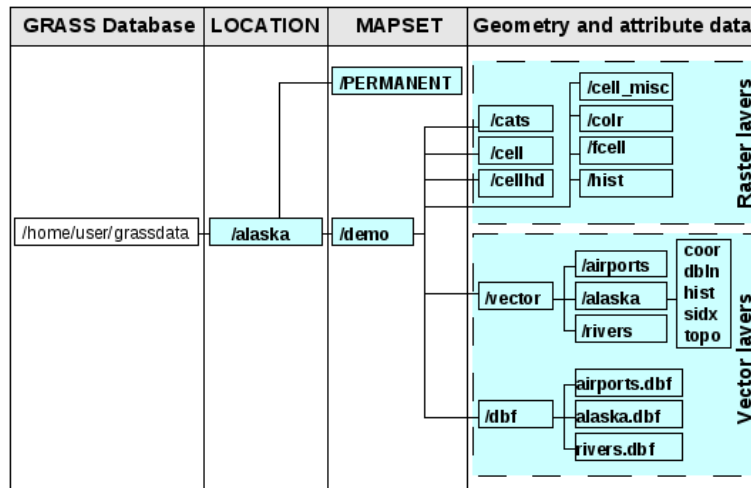 GRASS Database LOCATION MAPSET Geometry and attribute data
/PERMANENT
/cell_misc
/cats
/colr
/cell
/fcell
/cellhd
/hist
Raster layers
/home/user/grassdata
/alaska
/demo
/vector
/airports
/alaska
/rivers
coor
dbln
hist
sidx
topo
/dbf
airports.dbf
alaska.dbf
rivers.dbf
Vector layers